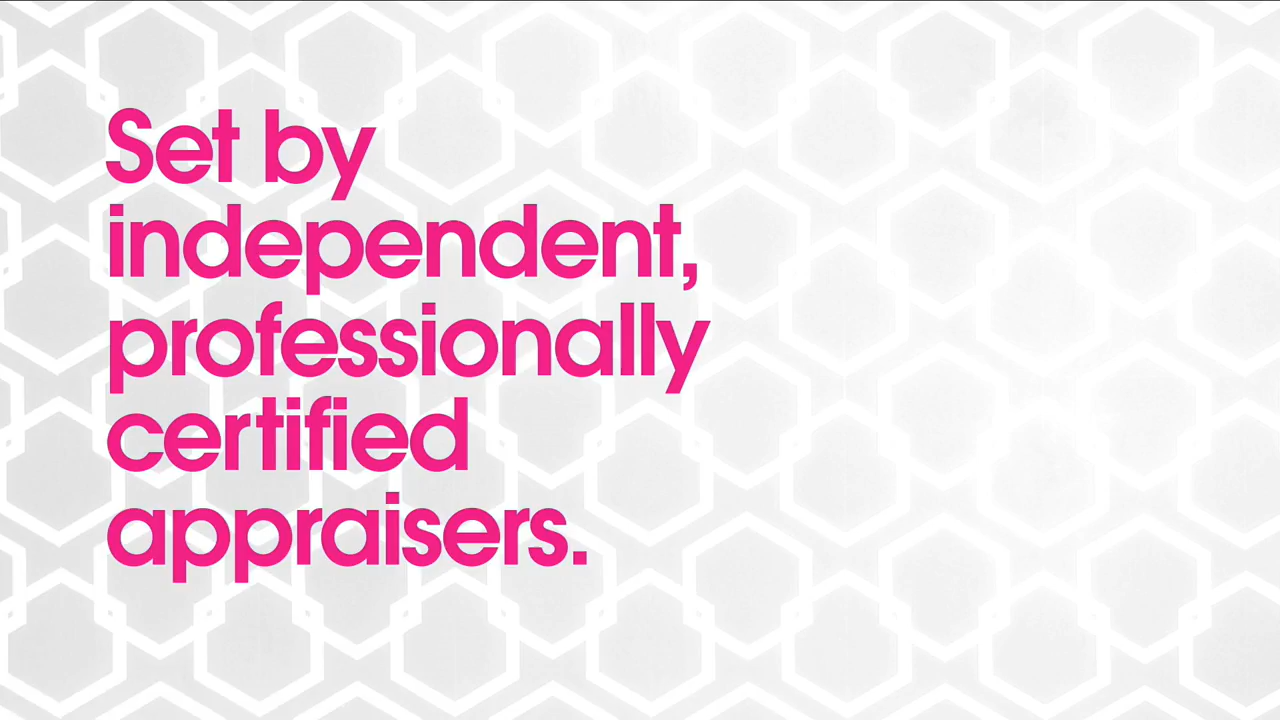 Set by
independent,
professionally
certified
appraisers.